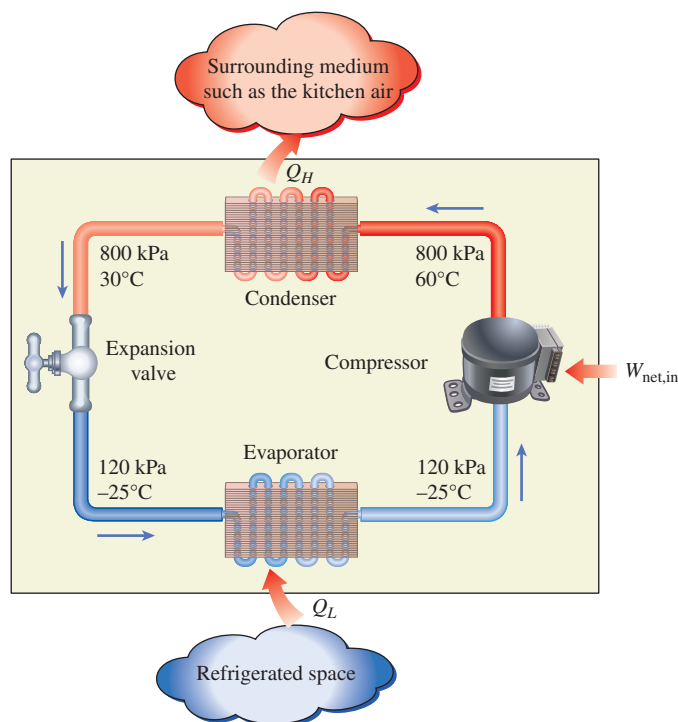 Surrounding medium
such as the kitchen air
Q_H
800 kPa
30°C
Condenser
800 kPa
60°C
Expansion
valve
Compressor
W_net,in
Evaporator
120 kPa
–25°C
120 kPa
–25°C
Q_L
Refrigerated space